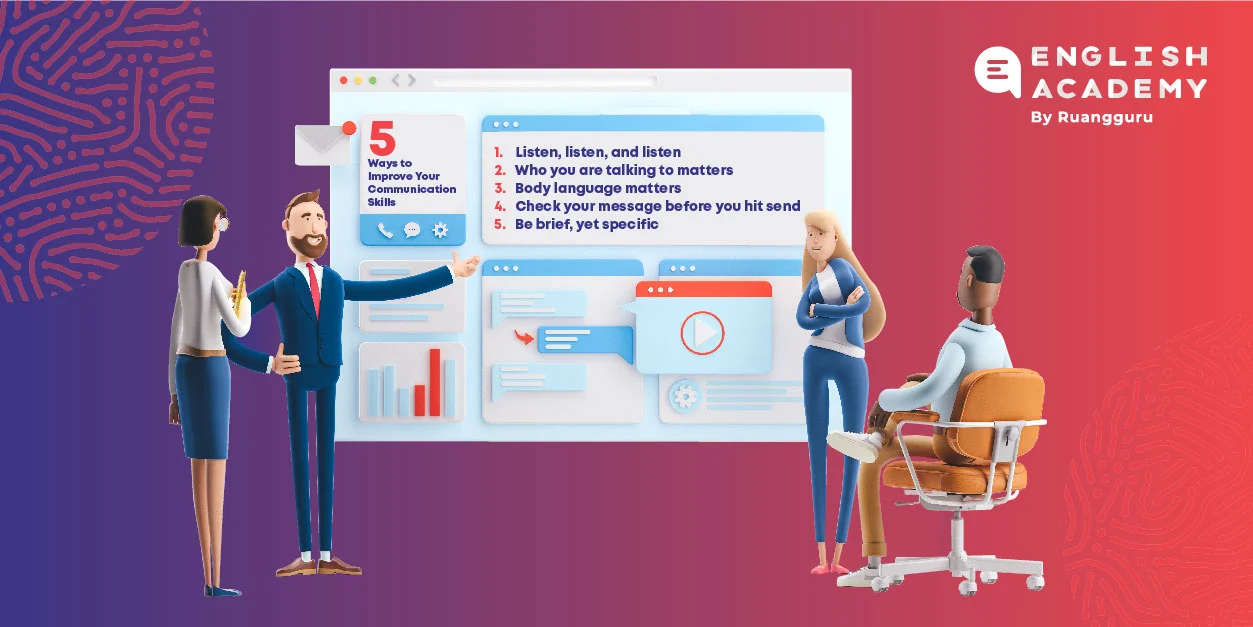 ENGLISH
ACADEMY
By Ruangguru
5
Ways to
Improve Your
Communication
Skills
1. Listen, listen, and listen
2. Who you are talking to matters
3. Body language matters
4. Check your message before you hit send
5. Be brief, yet specific